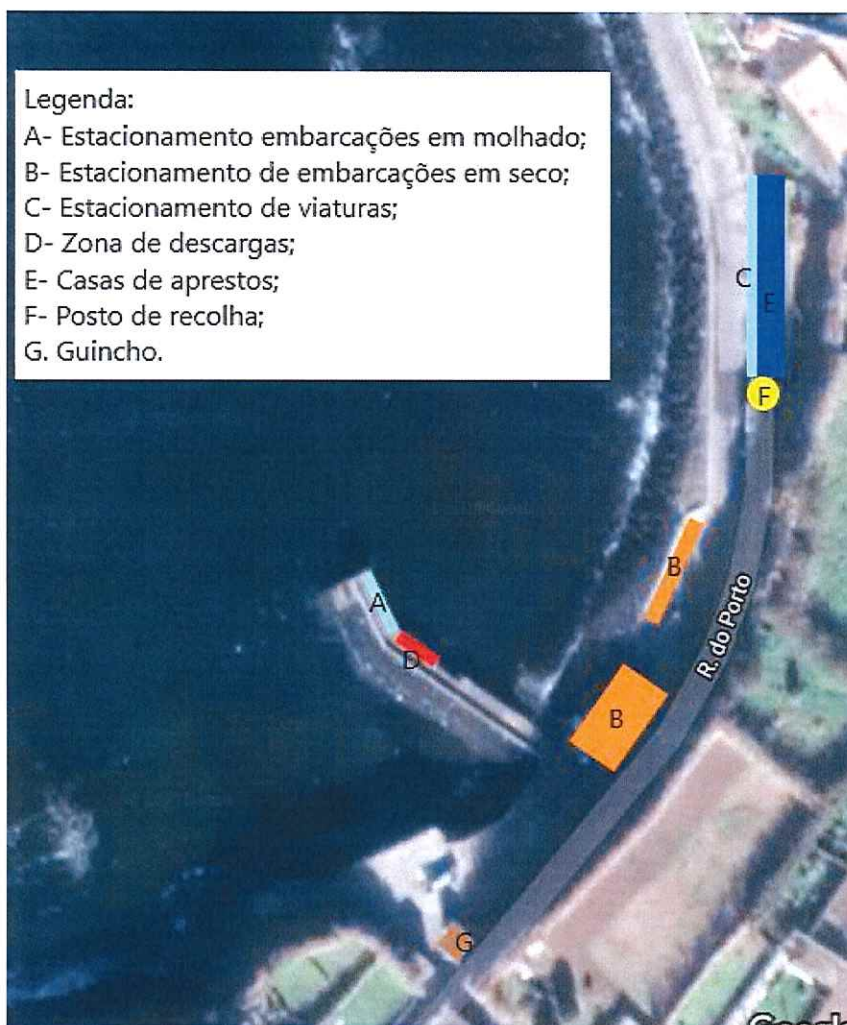 Legenda:
A- Estacionamento embarcações em molhado;
B- Estacionamento de embarcações em seco;
C- Estacionamento de viaturas;
D- Zona de descargas;
E- Casas de aprestos;
F- Posto de recolha;
G. Guincho.
C
E
F
B
A
D
R. do Porto
B
G